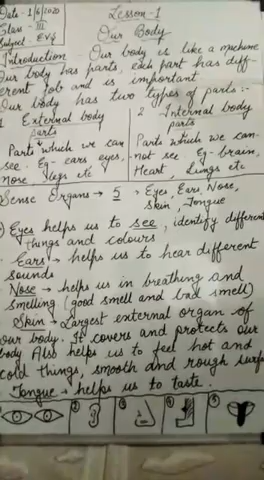 Date - 1/6/2020
Class - III
Subject - EVS
Lesson - 1
Our Body
Introduction - Our body is like a machine
Our body has parts, each part has diff-
erent job and is important
Our body has two types of parts:-
1 External body
parts
Parts which we can
see. Eg - ears, eyes,
Nose, legs etc
2 Internal body
parts
Parts which we can-
not see. Eg - brain,
Heart, Lungs etc
Sense Organs → 5 → Eyes, Ears, Nose,
Skin, Tongue
Eyes helps us to see, identify different
things and colours
Ears → helps us to hear different
sounds
Nose → helps us in breathing and
smelling (good smell and bad smell)
Skin → Largest external organ of
our body. It covers and protects our
body Also helps us to feel hot and
cold things, smooth and rough
Tongue → helps us to taste.